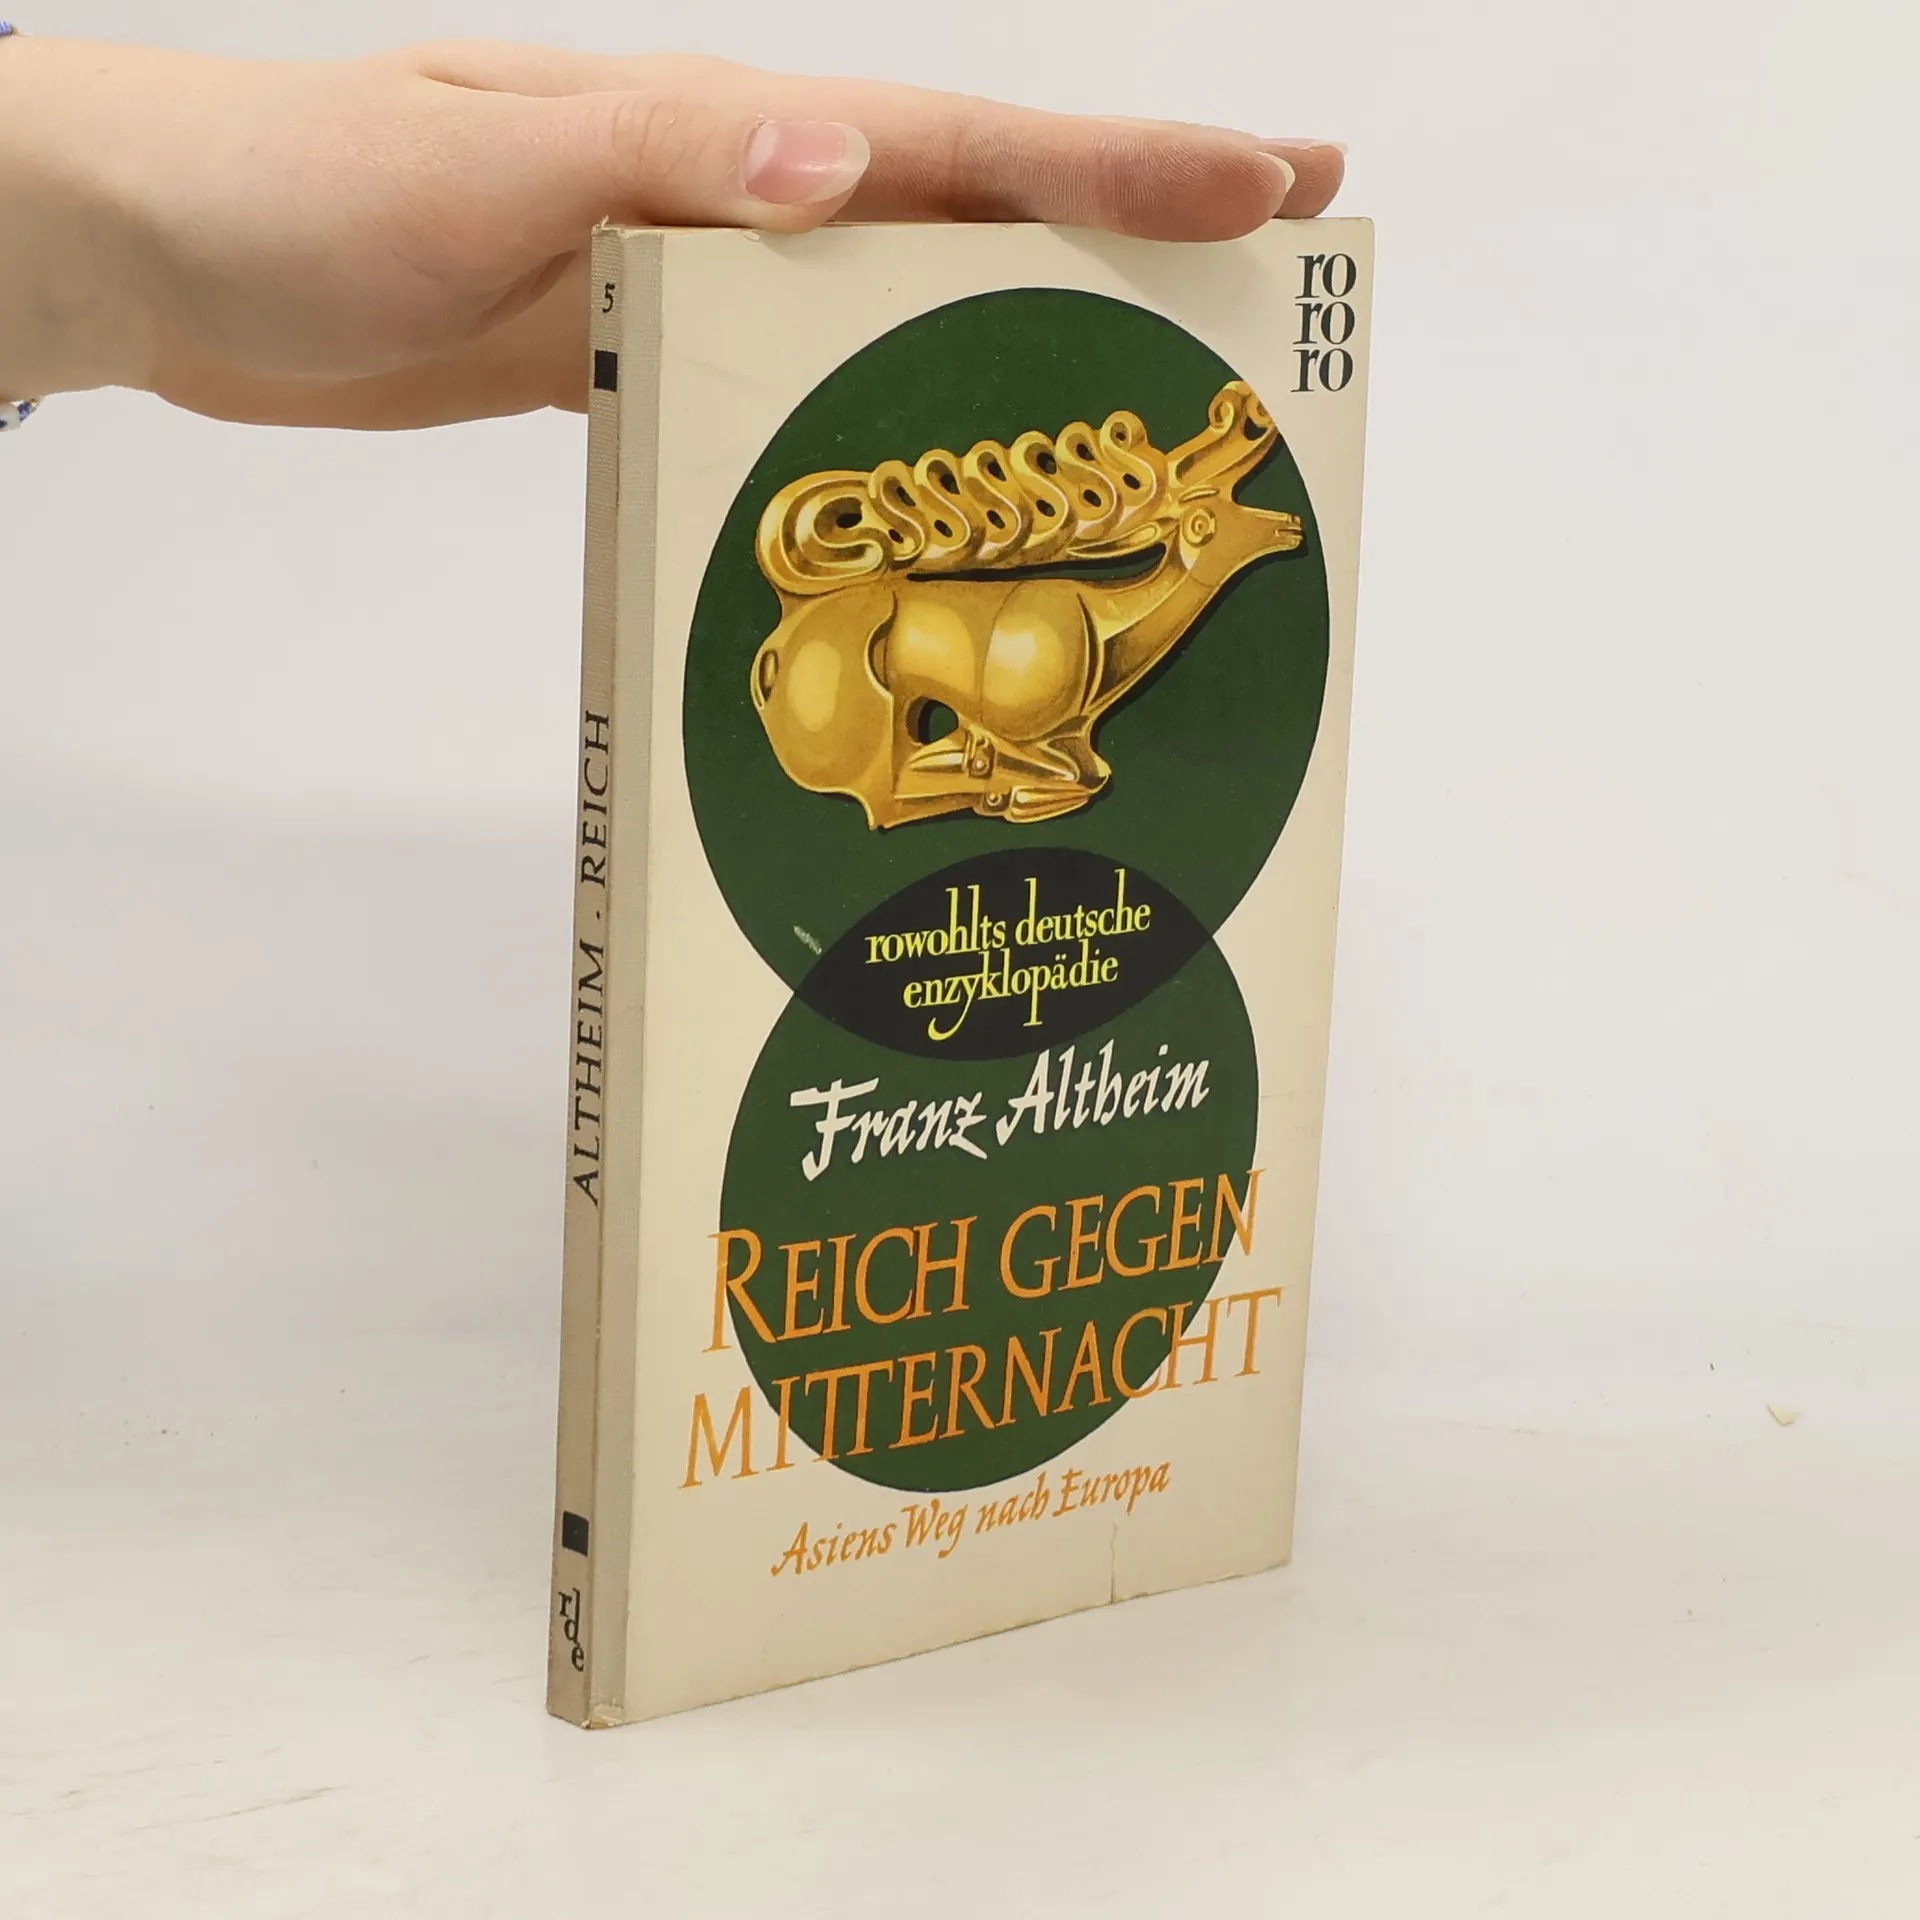 5
ALTHEIM · REICH
rde
ro
ro
ro
rowohlts deutsche
enzyklopädie
Franz Altheim
REICH GEGEN
MITTERNACHT
Asiens Weg nach Europa